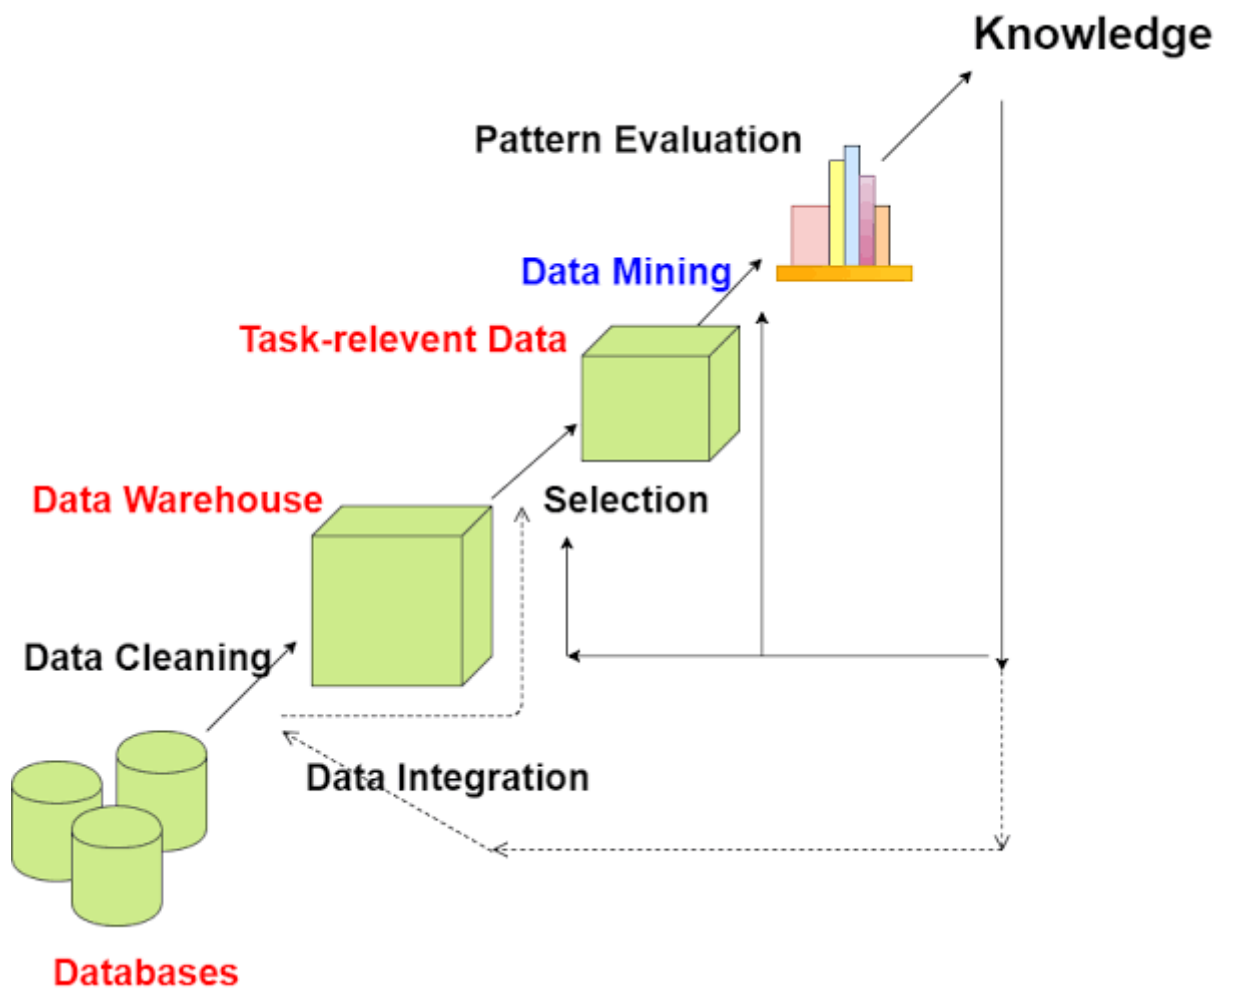 Knowledge
Pattern Evaluation
Data Mining
Task-relevent Data
Data Warehouse
Selection
Data Cleaning
Data Integration
Databases